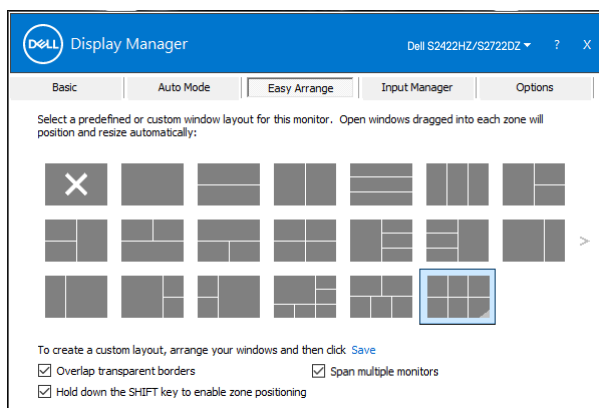 DELL Display Manager
Dell S2422HZ/S2722DZ ? X
Basic Auto Mode Easy Arrange Input Manager Options
Select a predefined or custom window layout for this monitor. Open windows dragged into each zone will
position and resize automatically:
>
To create a custom layout, arrange your windows and then click Save
Overlap transparent borders Span multiple monitors
Hold down the SHIFT key to enable zone positioning